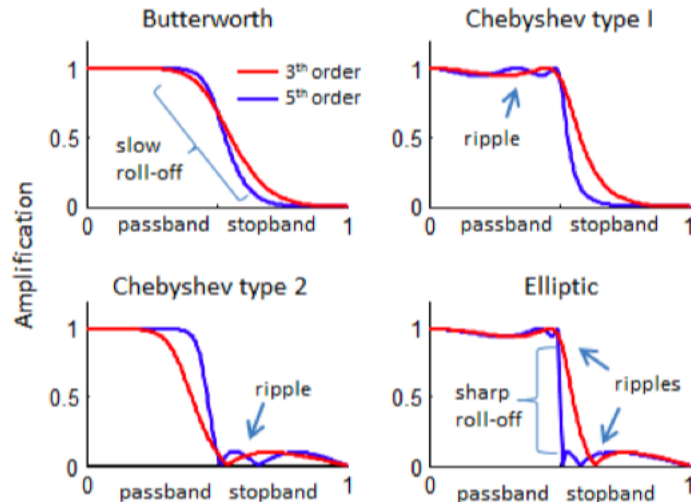 Butterworth
Chebyshev type I
1
3th order
5th order
slow
roll-off
0.5
0
0
passband
stopband
1
1
ripple
0.5
0
0
passband
stopband
1
Amplification
Chebyshev type 2
Elliptic
1
ripple
0.5
0
0
passband
stopband
1
1
sharp
roll-off
ripples
0.5
0
0
passband
stopband
1